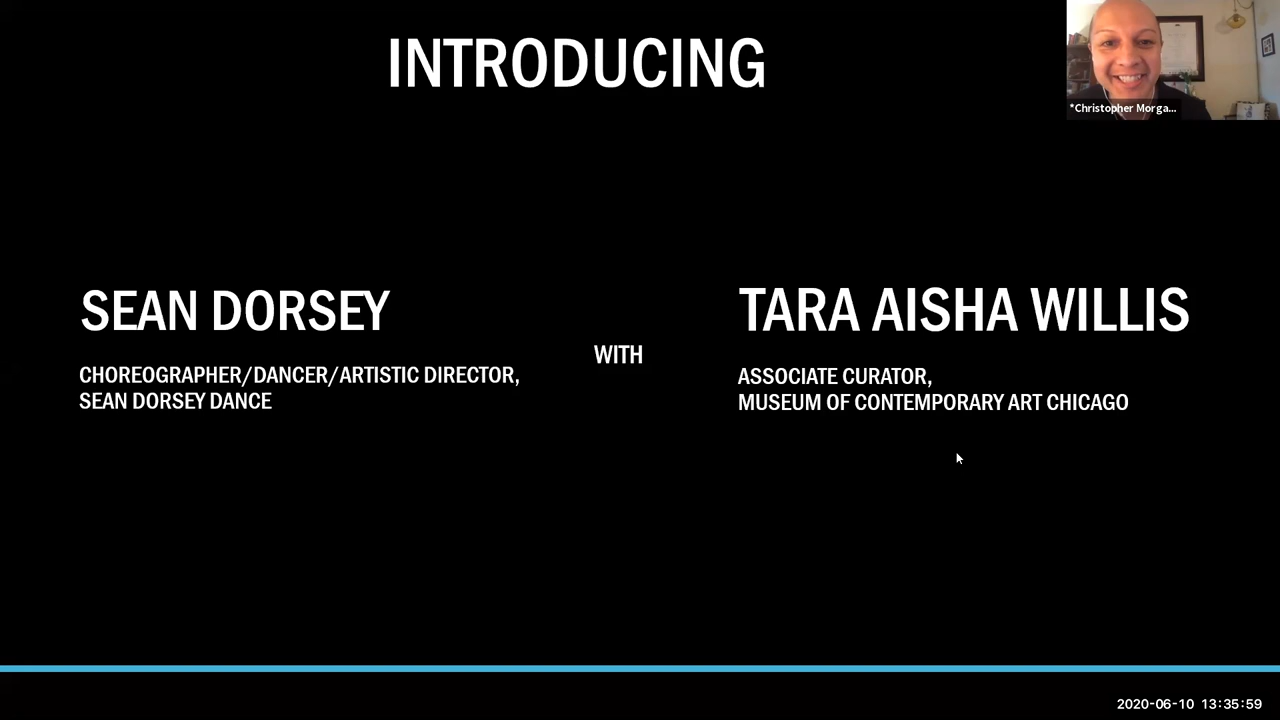 INTRODUCING
*Christopher Morga...
SEAN DORSEY
CHOREOGRAPHER/DANCER/ARTISTIC DIRECTOR,
SEAN DORSEY DANCE
WITH
TARA AISHA WILLIS
ASSOCIATE CURATOR,
MUSEUM OF CONTEMPORARY ART CHICAGO
2020-06-10 13:35:59